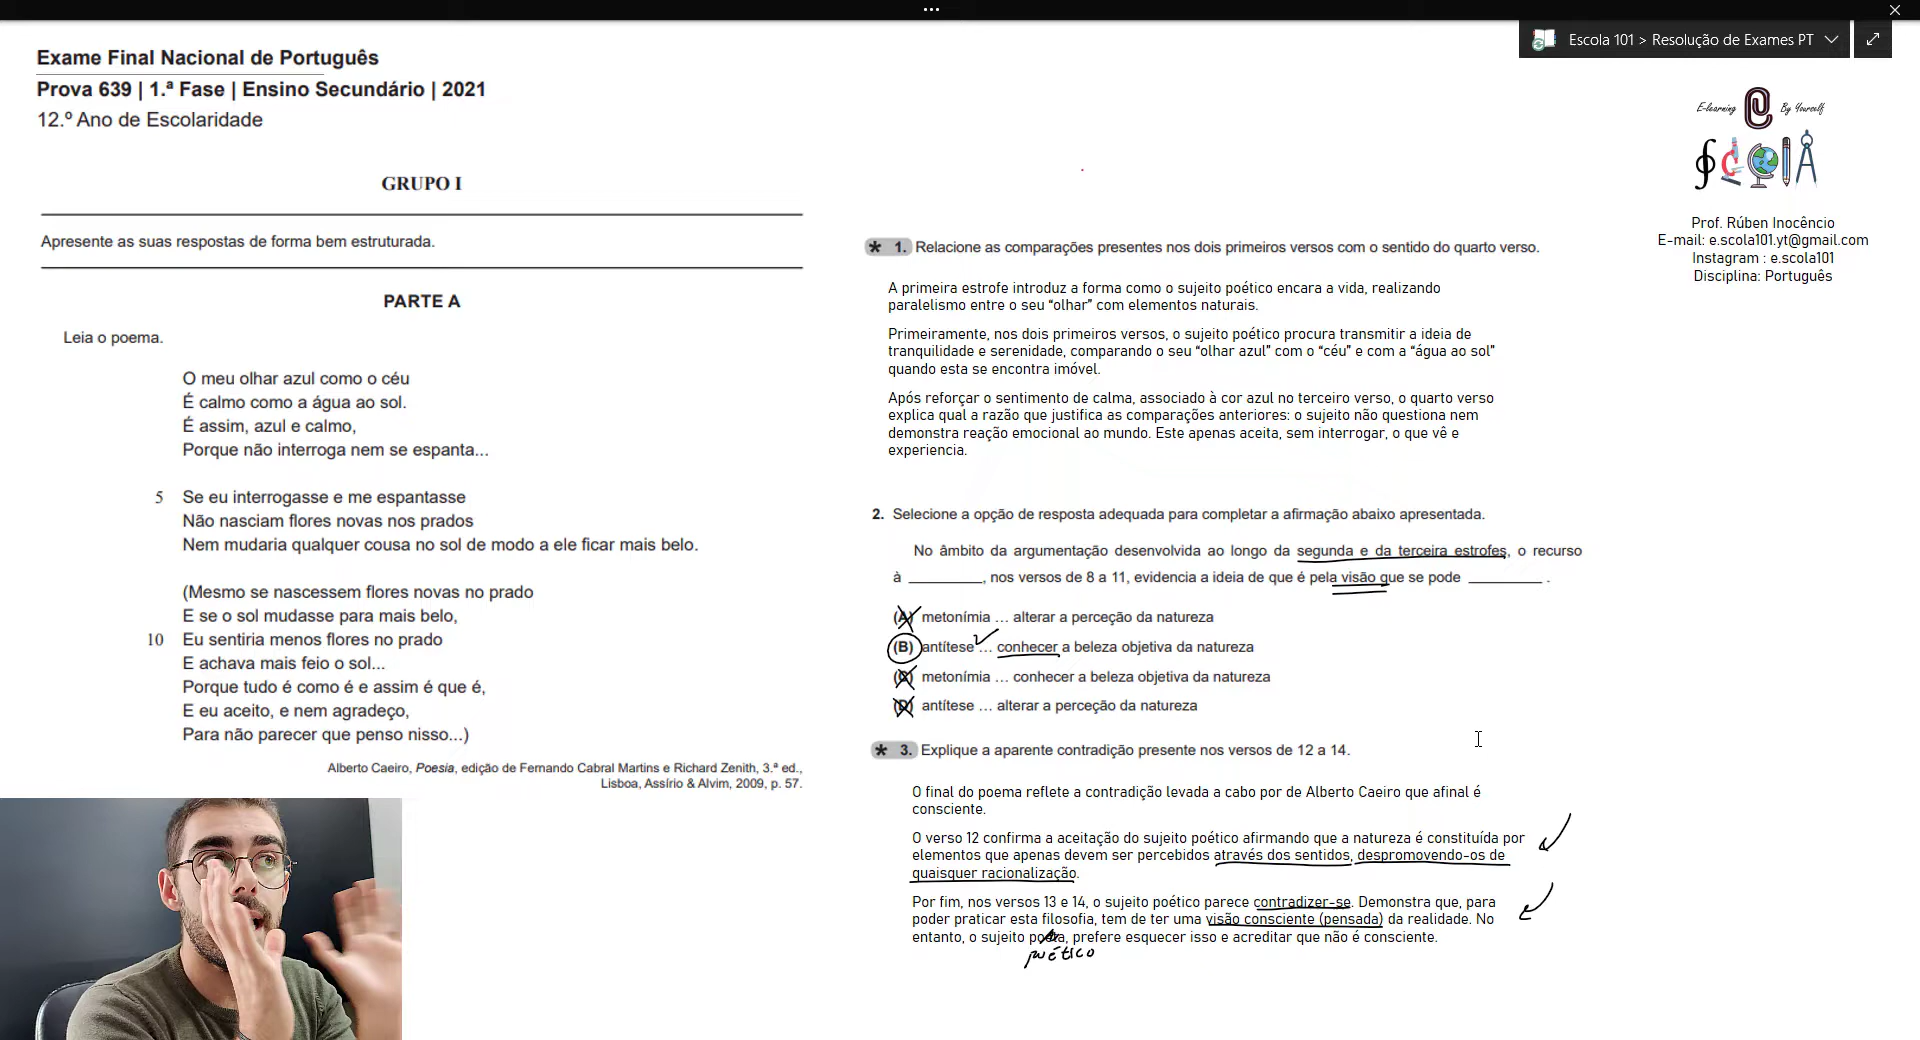 Escola 101 > Resolução de Exames PT
Exame Final Nacional de Português
Prova 639 | 1.ª Fase | Ensino Secundário | 2021
12.º Ano de Escolaridade
GRUPO I
Apresente as suas respostas de forma bem estruturada.
PARTE A
Leia o poema.
O meu olhar azul como o céu
É calmo como a água ao sol.
É assim, azul e calmo,
Porque não interroga nem se espanta...
5 Se eu interrogasse e me espantasse
Não nasciam flores novas nos prados
Nem mudaria qualquer cousa no sol de modo a ele ficar mais belo.
(Mesmo se nascessem flores novas no prado
E se o sol mudasse para mais belo,
10 Eu sentiria menos flores no prado
E achava mais feio o sol...
Porque tudo é como é e assim é que é,
E eu aceito, e nem agradeço,
Para não parecer que penso nisso...)
Alberto Caeiro, Poesia, edição de Fernando Cabral Martins e Richard Zenith, 3.ª ed.,
Lisboa, Assírio & Alvim, 2009, p. 57.
* 1. Relacione as comparações presentes nos dois primeiros versos com o sentido do quarto verso.
A primeira estrofe introduz a forma como o sujeito poético encara a vida, realizando
paralelismo entre o seu “olhar” com elementos naturais.
Primeiramente, nos dois primeiros versos, o sujeito poético procura transmitir a ideia de
tranquilidade e serenidade, comparando o seu “olhar azul” com o “céu” e com a “água ao sol”
quando esta se encontra imóvel.
Após reforçar o sentimento de calma, associado à cor azul no terceiro verso, o quarto verso
explica qual a razão que justifica as comparações anteriores: o sujeito não questiona nem
demonstra reação emocional ao mundo. Este apenas aceita, sem interrogar, o que vê e
experiencia.
2. Selecione a opção de resposta adequada para completar a afirmação abaixo apresentada.
No âmbito da argumentação desenvolvida ao longo da segunda e da terceira estrofes, o recurso
à __________, nos versos de 8 a 11, evidencia a ideia de que é pela visão que se pode __________ .
(A) metonímia … alterar a perceção da natureza
(B) antítese … conhecer a beleza objetiva da natureza
(C) metonímia … conhecer a beleza objetiva da natureza
(D) antítese … alterar a perceção da natureza
* 3. Explique a aparente contradição presente nos versos de 12 a 14.
O final do poema reflete a contradição levada a cabo por de Alberto Caeiro que afinal é
consciente.
O verso 12 confirma a aceitação do sujeito poético afirmando que a natureza é constituída por
elementos que apenas devem ser percebidos através dos sentidos, despromovendo-os de
quaisquer racionalização.
Por fim, nos versos 13 e 14, o sujeito poético parece contradizer-se. Demonstra que, para
poder praticar esta filosofia, tem de ter uma visão consciente (pensada) da realidade. No
entanto, o sujeito poeta, prefere esquecer isso e acreditar que não é consciente.
poético
E-learning By Yourself
Prof. Rúben Inocêncio
E-mail: e.scola101.yt@gmail.com
Instagram : e.scola101
Disciplina: Português